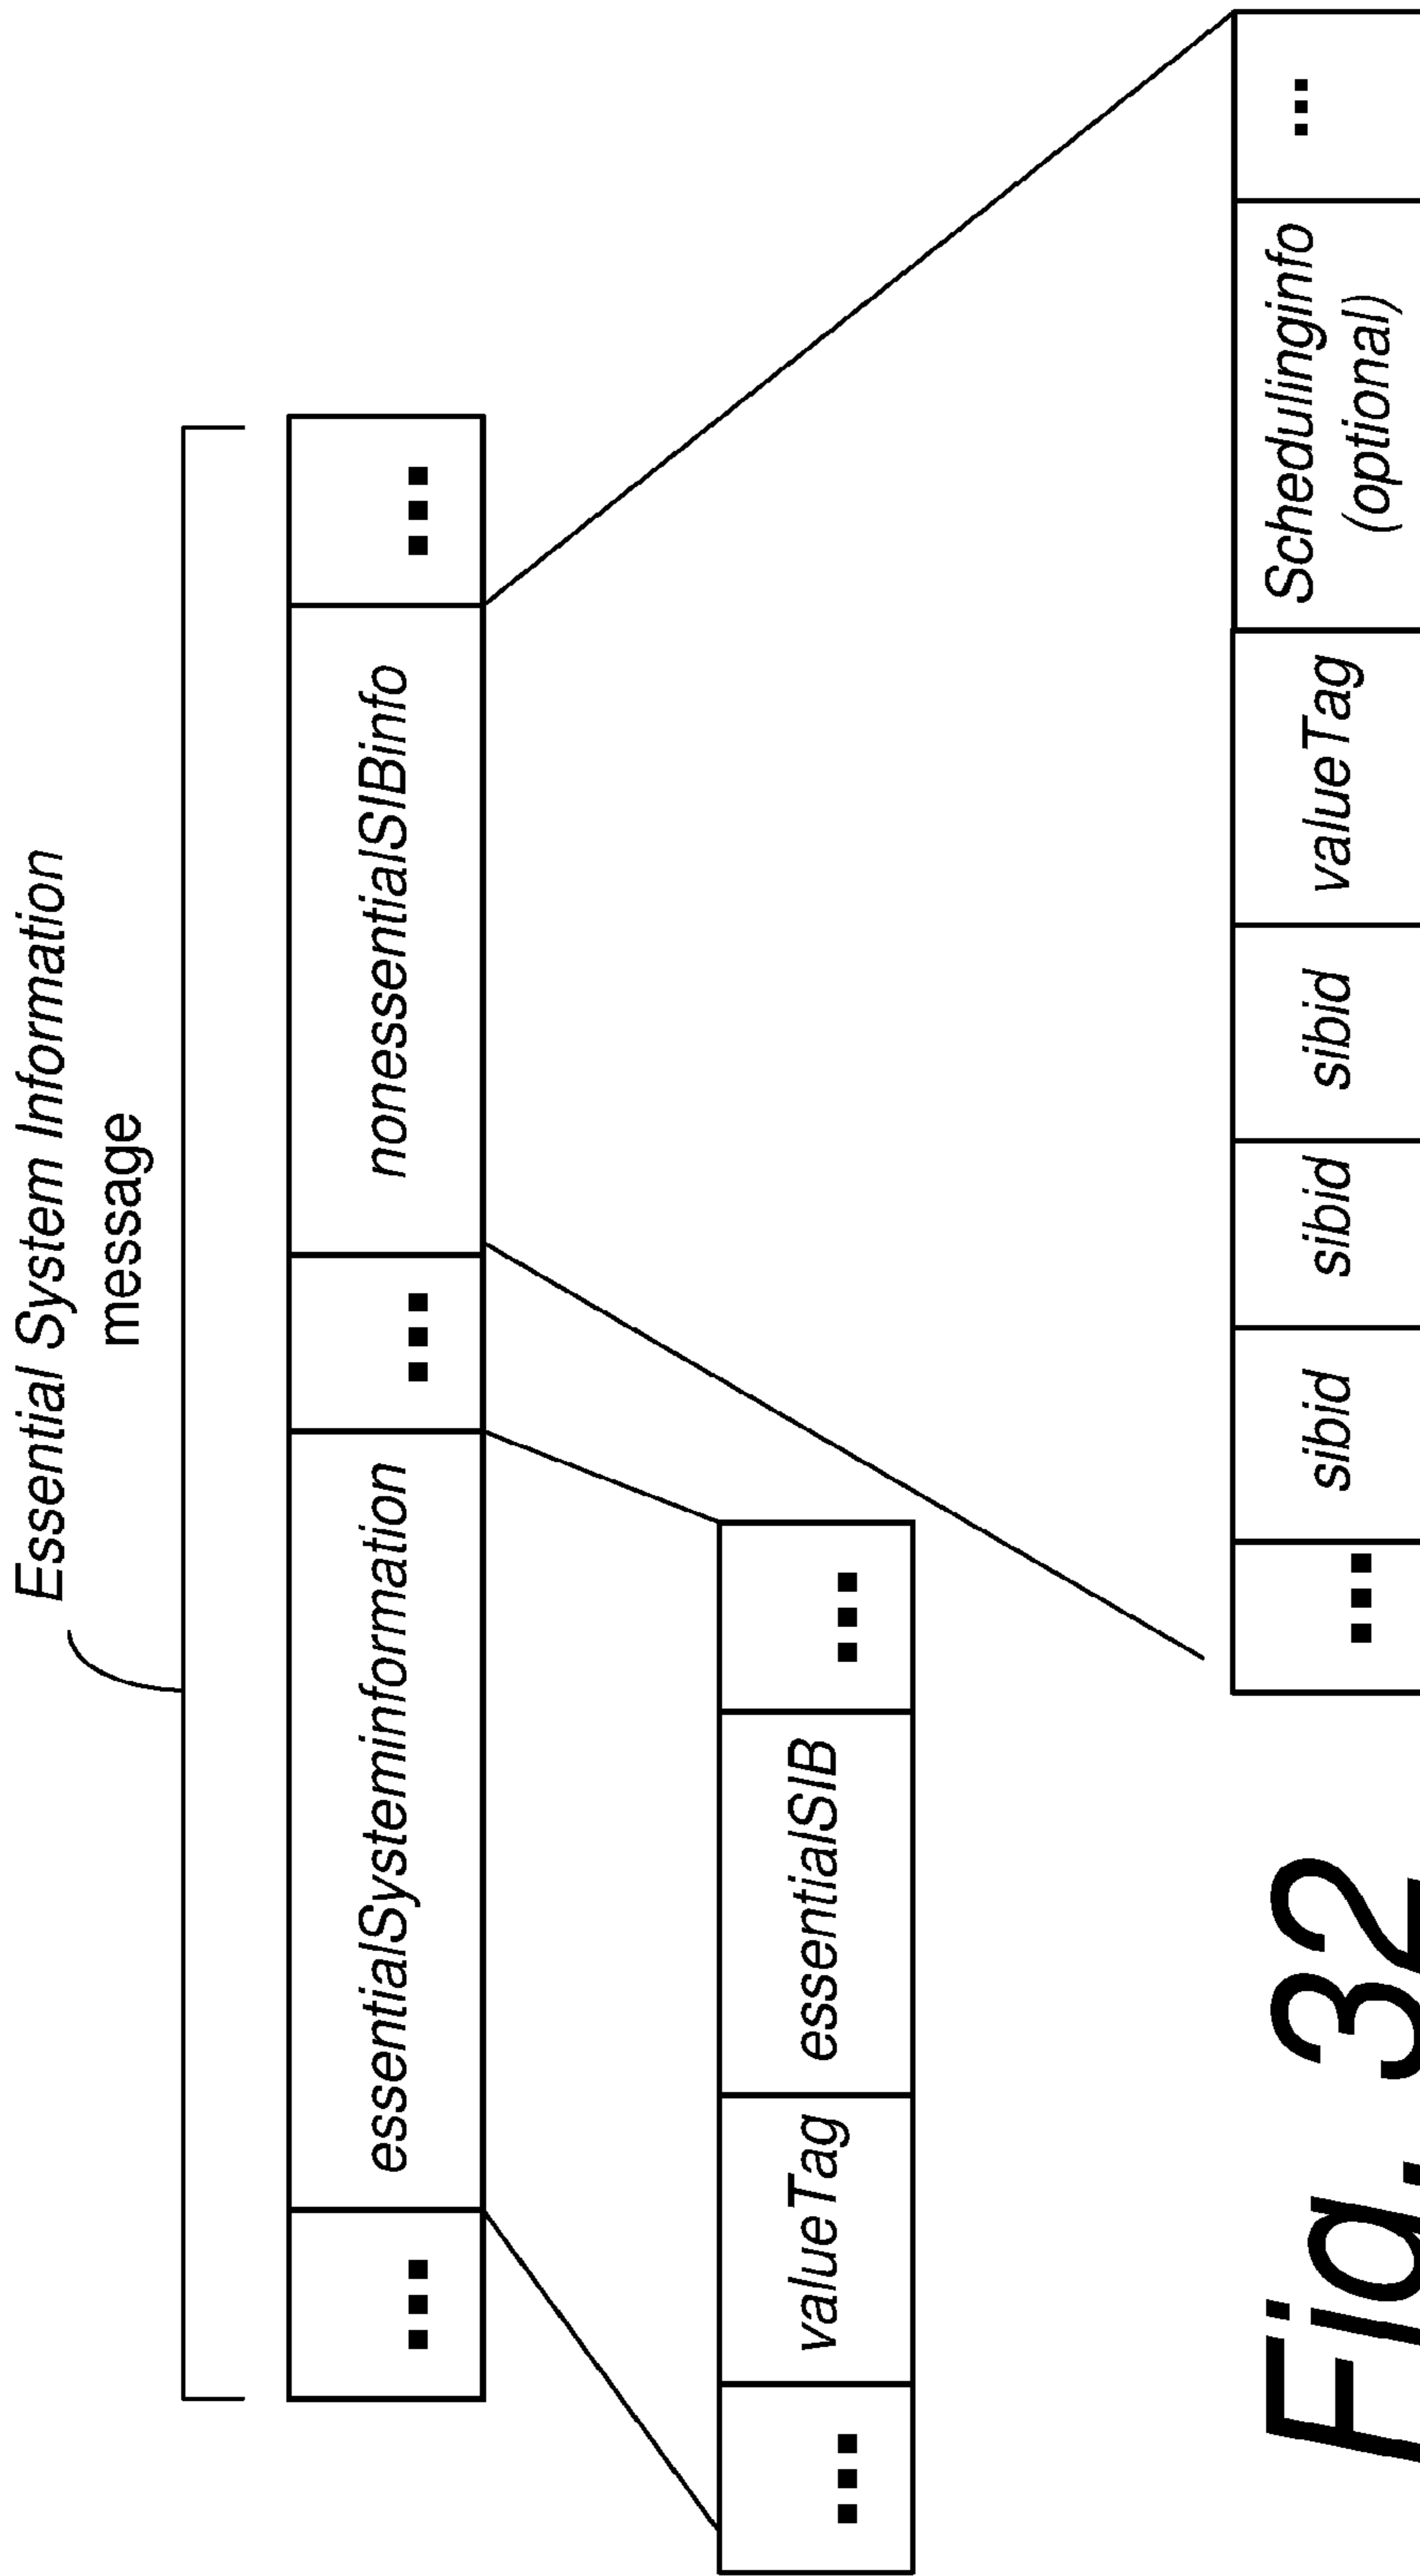 Essential System Information
message
... essentialSysteminformation ... nonessentialSIBinfo ...
... valueTag essentialSIB ...
... sibid sibid sibid valueTag Schedulinginfo ...
(optional)
Fig. 32